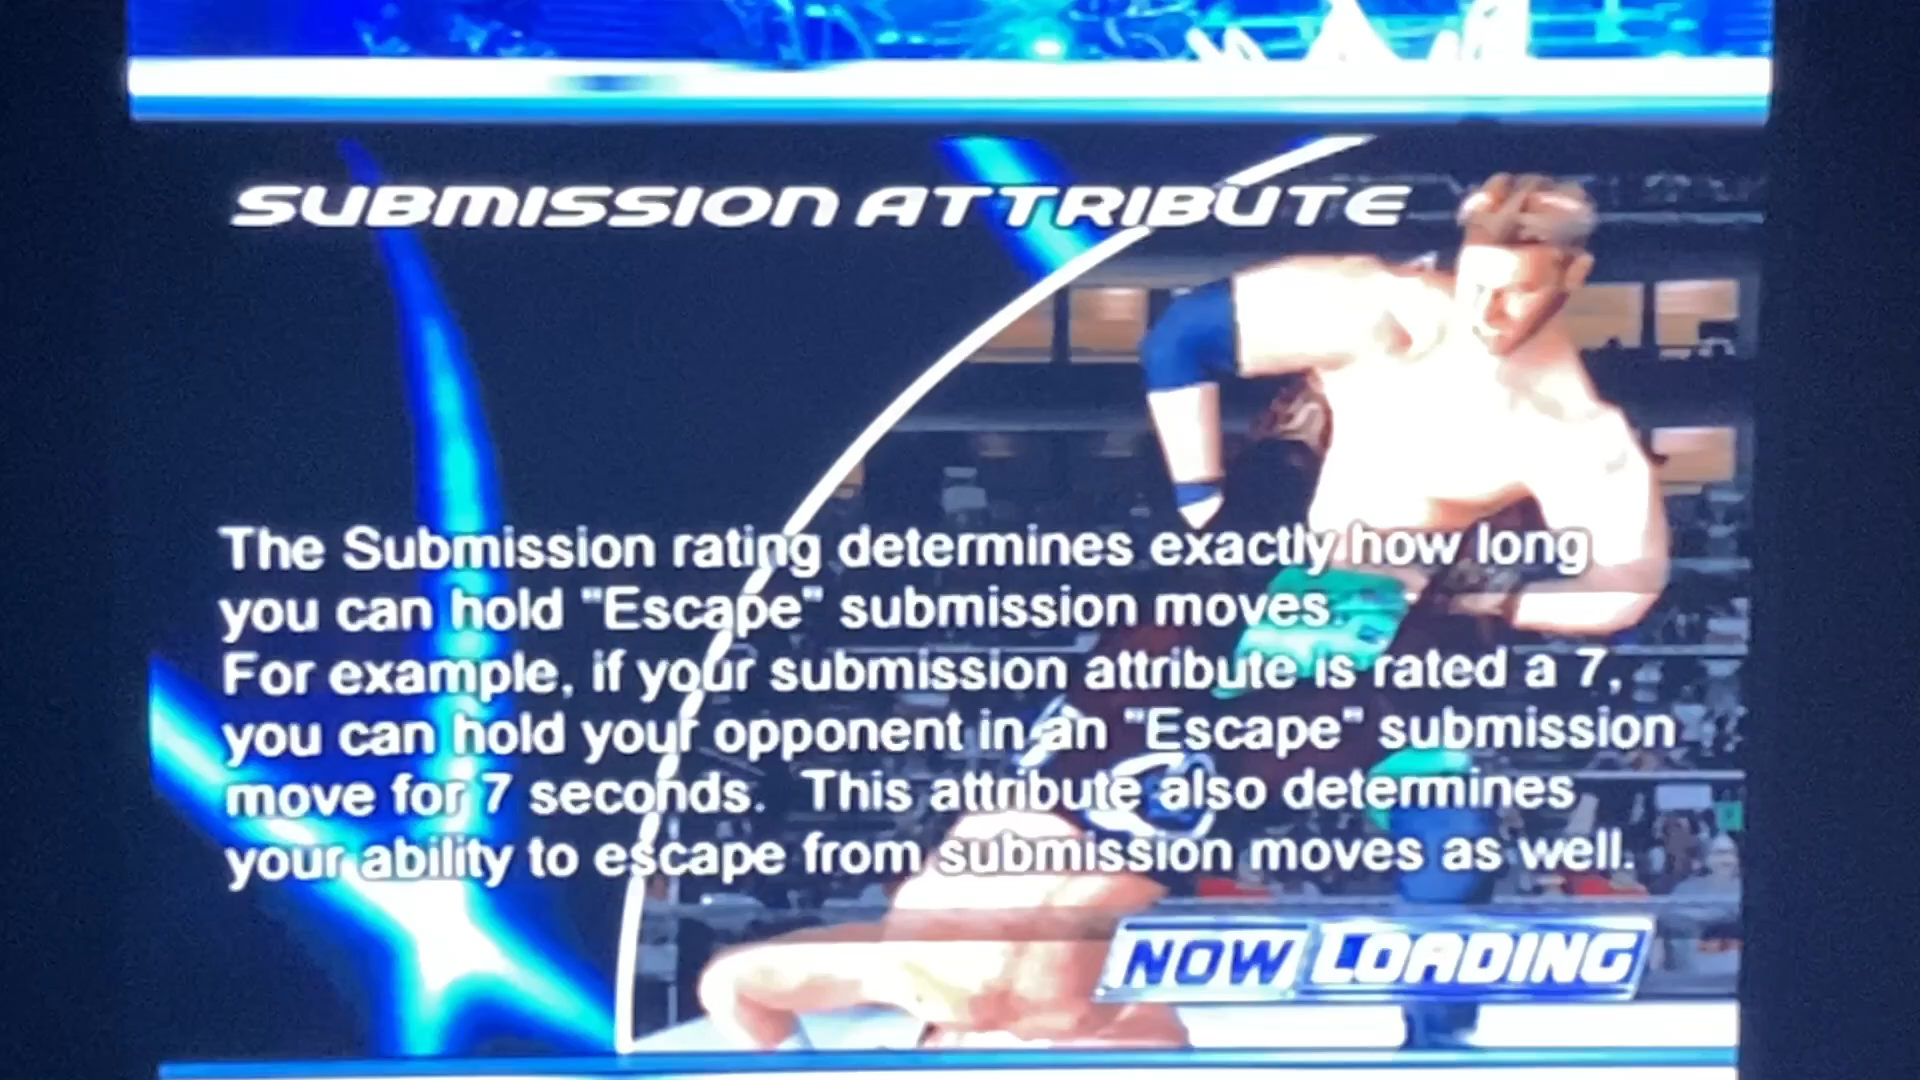 SUBMISSION ATTRIBUTE
The Submission rating determines exactly how long
you can hold "Escape" submission moves.
For example, if your submission attribute is rated a 7,
you can hold your opponent in an "Escape" submission
move for 7 seconds. This attribute also determines
your ability to escape from submission moves as well.
NOW LOADING